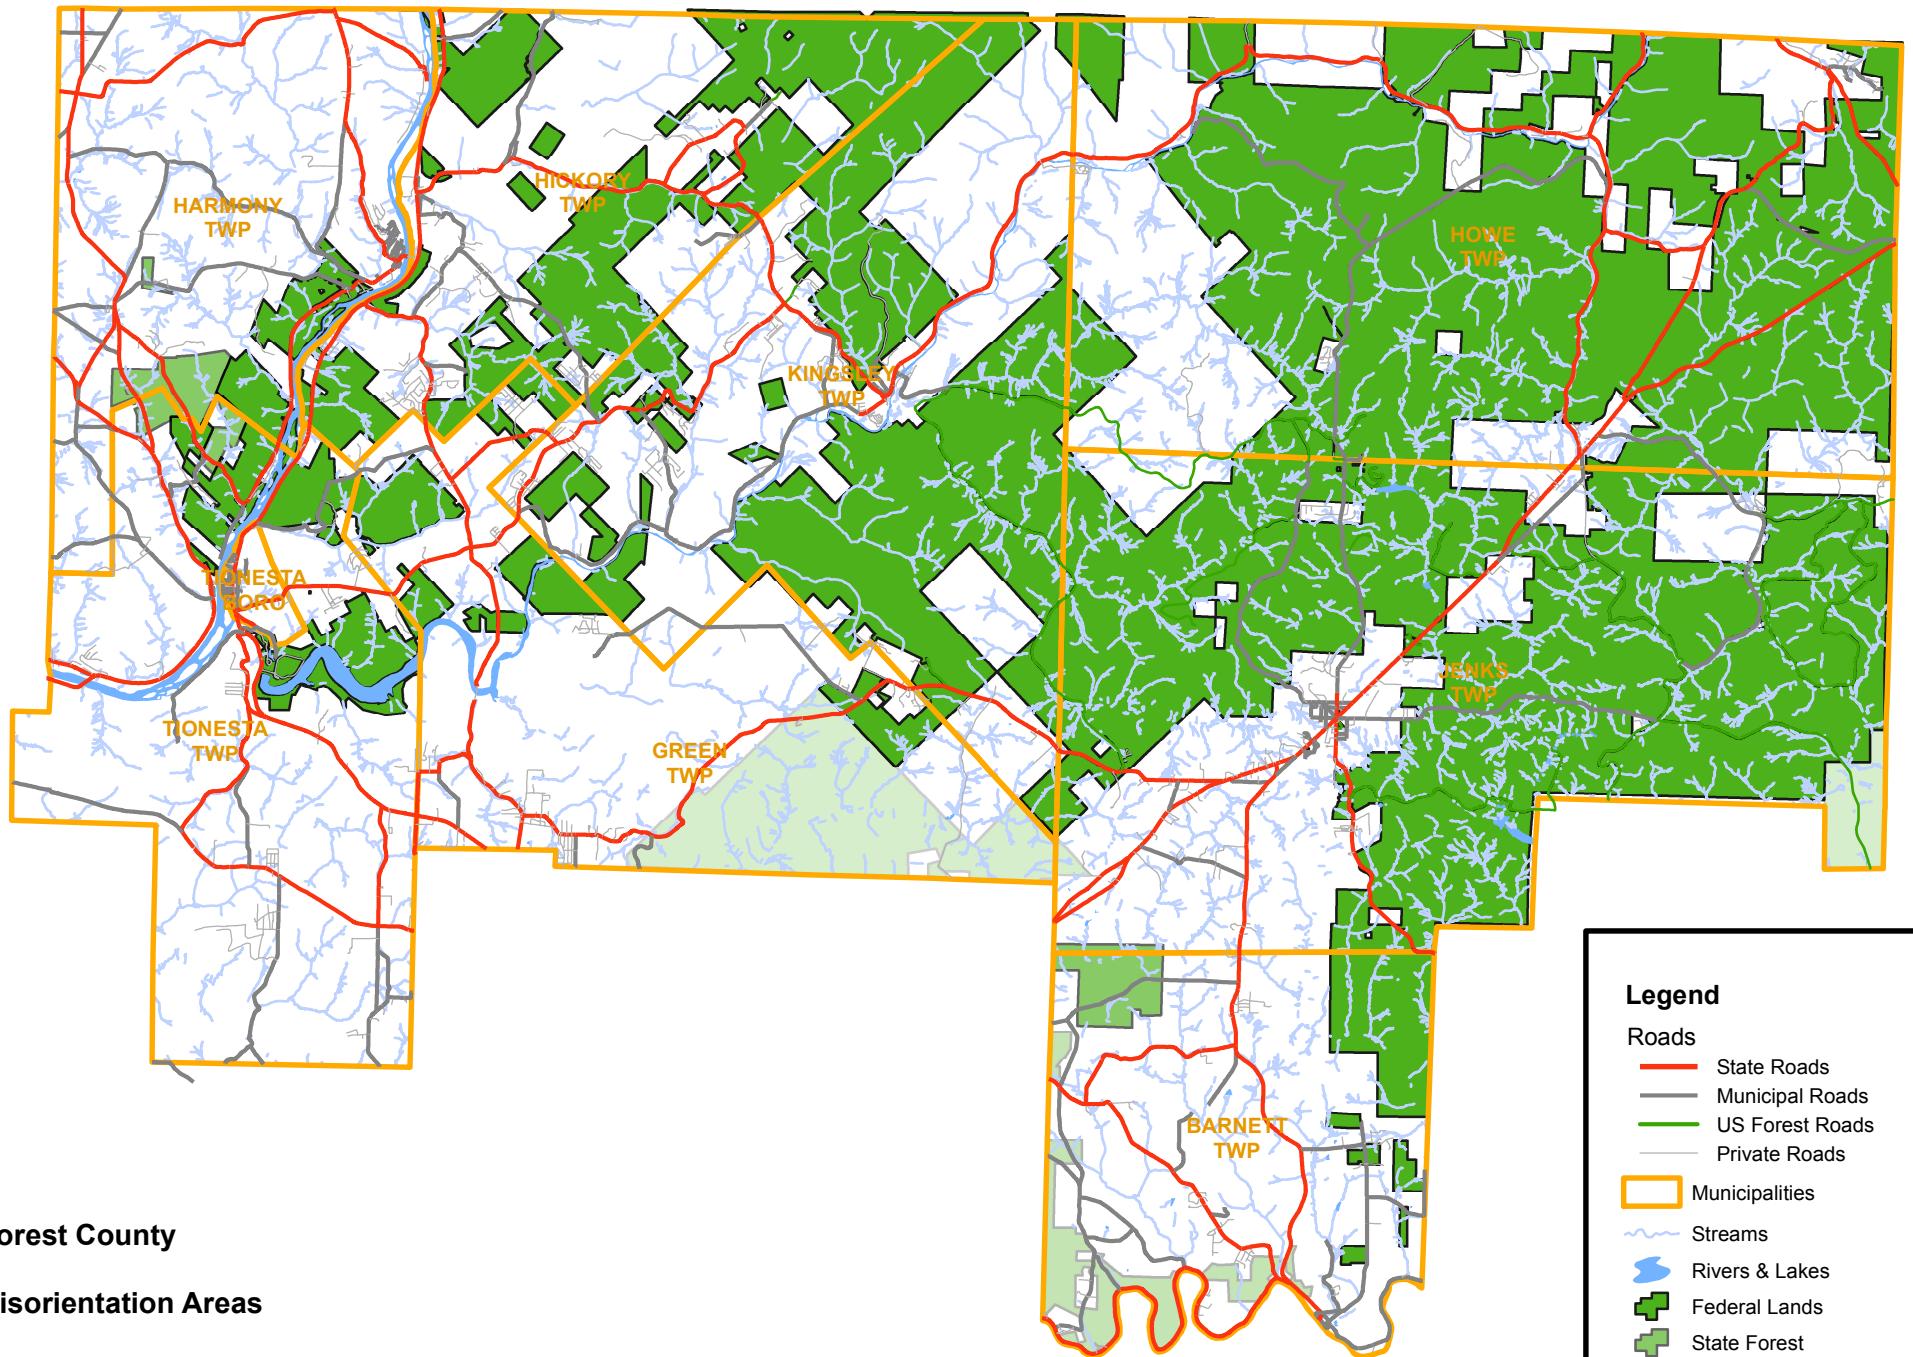 HARMONY
TWP
HICKORY
TWP
HOWE
TWP
KINGSLEY
TWP
TIONESTA
BORO
TIONESTA
TWP
GREEN
TWP
JENKS
TWP
BARNETT
TWP
orest County
isorientation Areas
Legend
Roads
State Roads
Municipal Roads
US Forest Roads
Private Roads
Municipalities
Streams
Rivers & Lakes
Federal Lands
State Forest